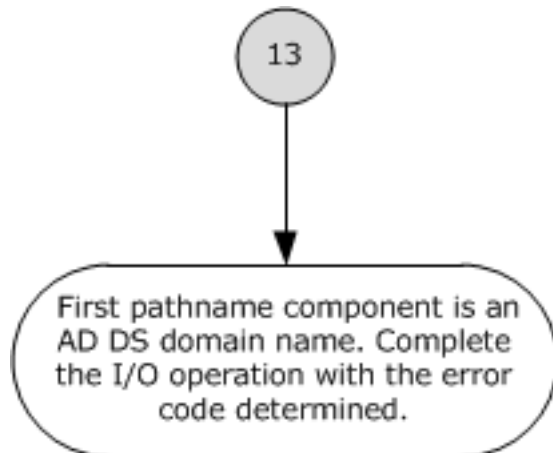 13
First pathname component is an
AD DS domain name. Complete
the I/O operation with the error
code determined.